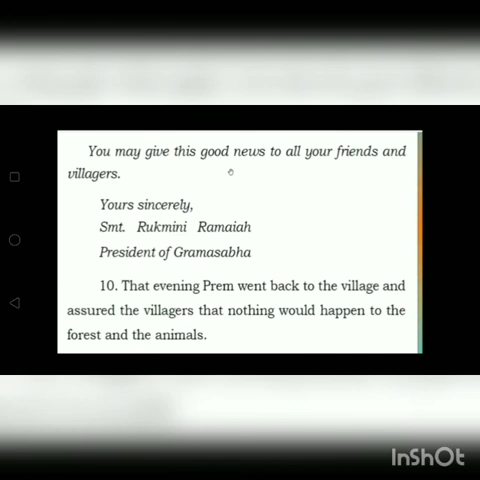 You may give this good news to all your friends and
villagers.
Yours sincerely,
Smt. Rukmini Ramaiah
President of Gramasabha
10. That evening Prem went back to the village and
assured the villagers that nothing would happen to the
forest and the animals.
InShOt